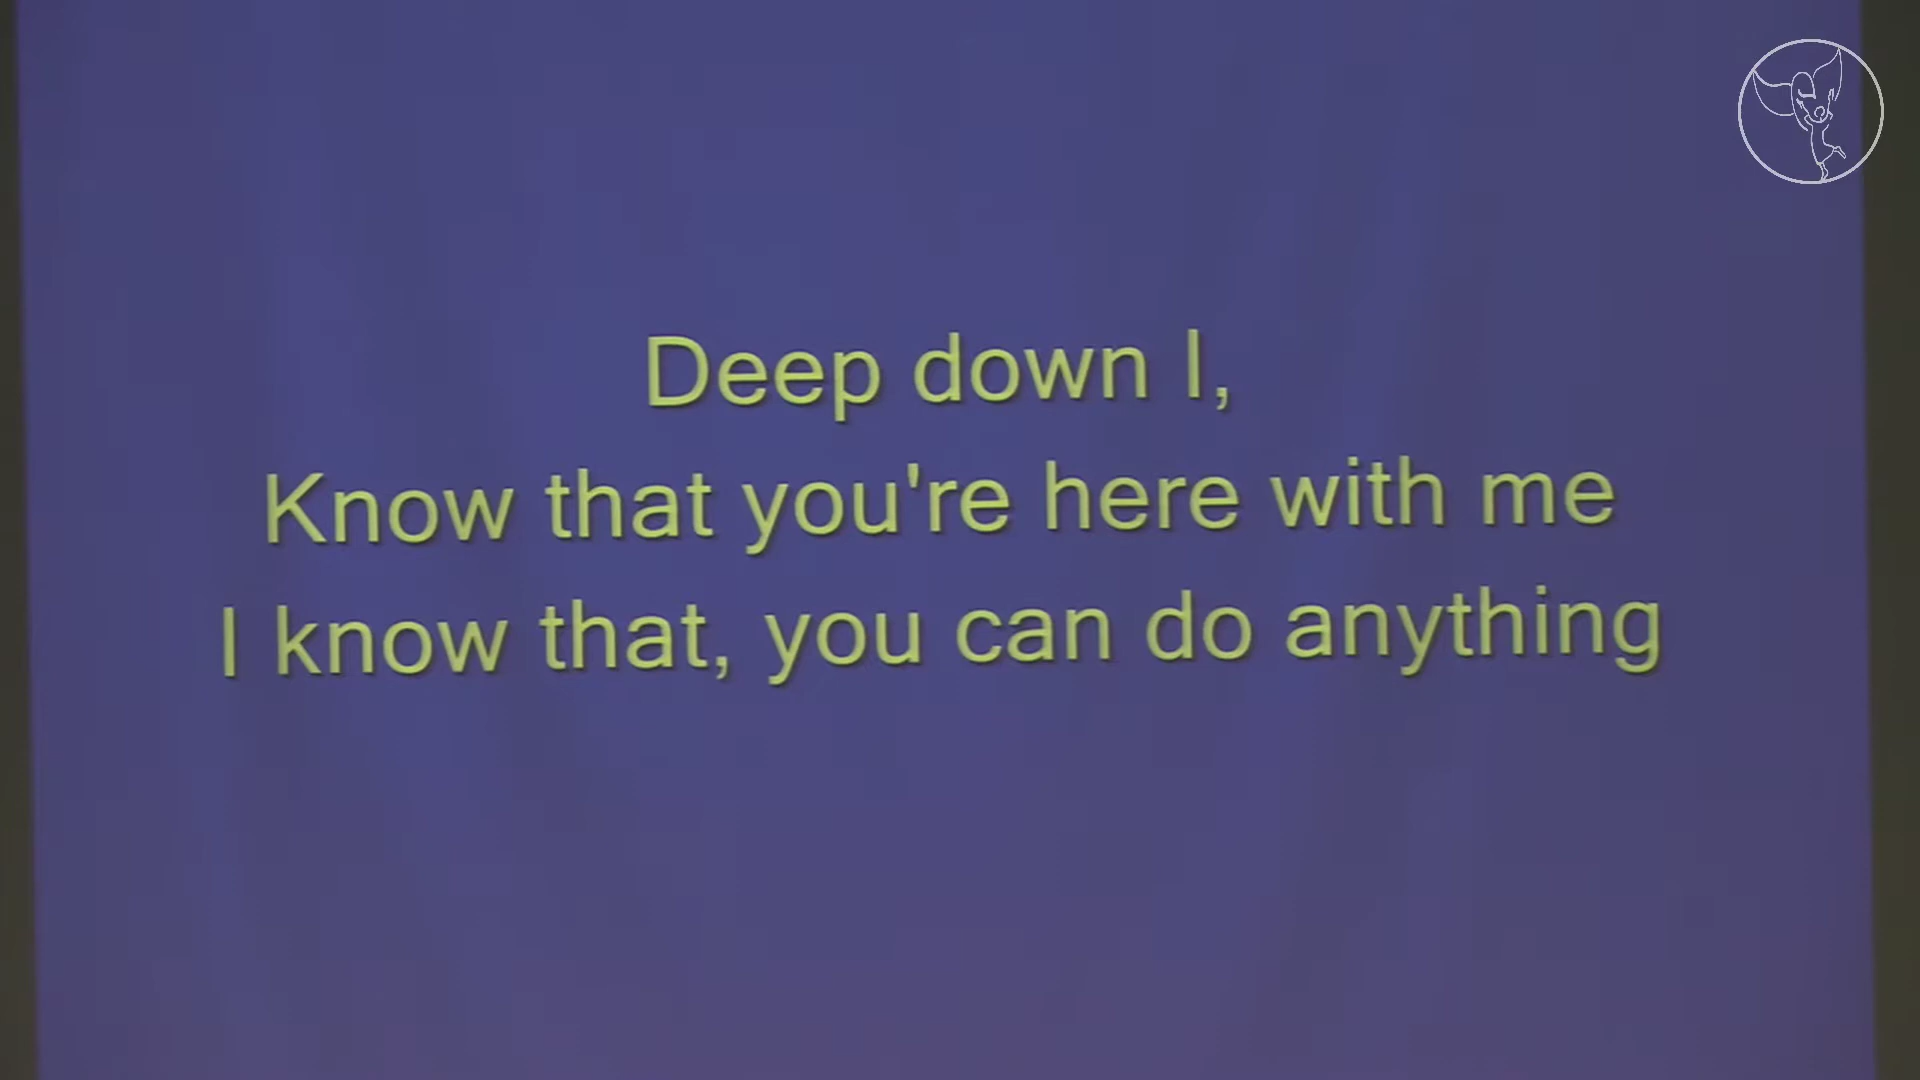 Deep down I,
Know that you're here with me
I know that, you can do anything